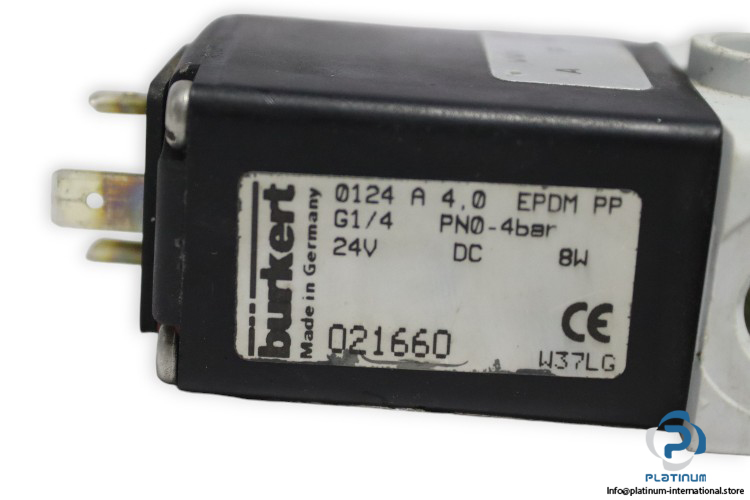 burkert
Made in Germany
0124 A 4,0 EPDM PP
G1/4 PN0-4bar
24V DC 8W
CE
021660
W37LG
A
PLATINUM
Info@platinum-international.store